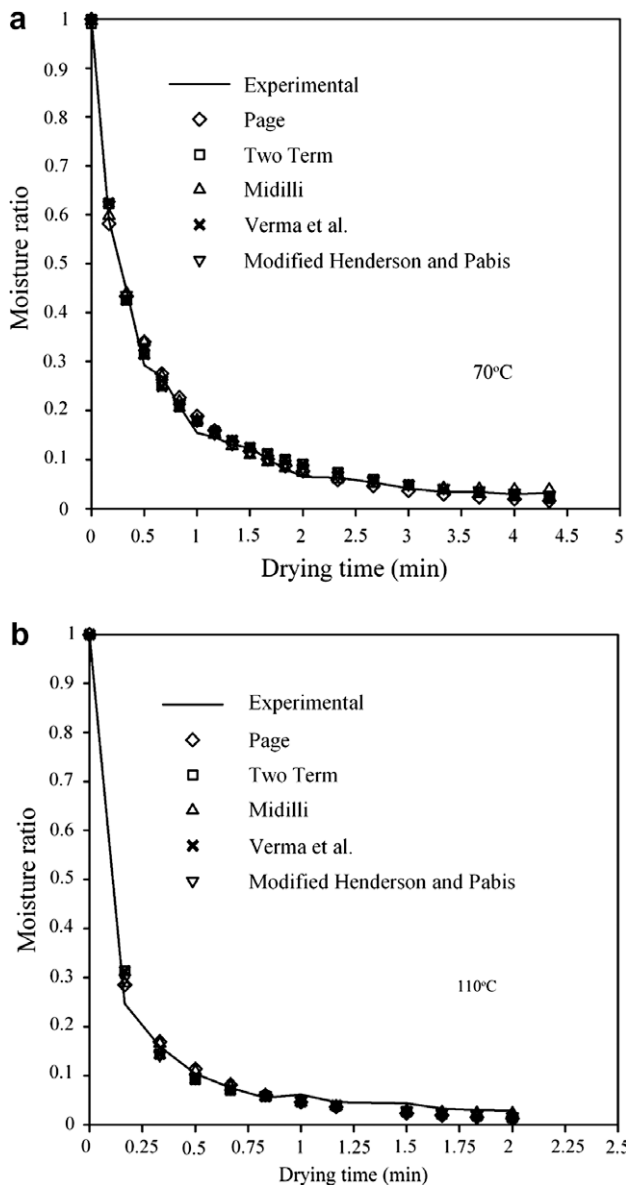 a
1
0.9
0.8
0.7
0.6
0.5
0.4
0.3
0.2
0.1
0
Moisture ratio
Experimental
Page
Two Term
Midilli
Verma et al.
Modified Henderson and Pabis
70°C
0 0.5 1 1.5 2 2.5 3 3.5 4 4.5 5
Drying time (min)
b
1
0.9
0.8
0.7
0.6
0.5
0.4
0.3
0.2
0.1
0
Moisture ratio
Experimental
Page
Two Term
Midilli
Verma et al.
Modified Henderson and Pabis
110°C
0 0.25 0.5 0.75 1 1.25 1.5 1.75 2 2.25 2.5
Drying time (min)